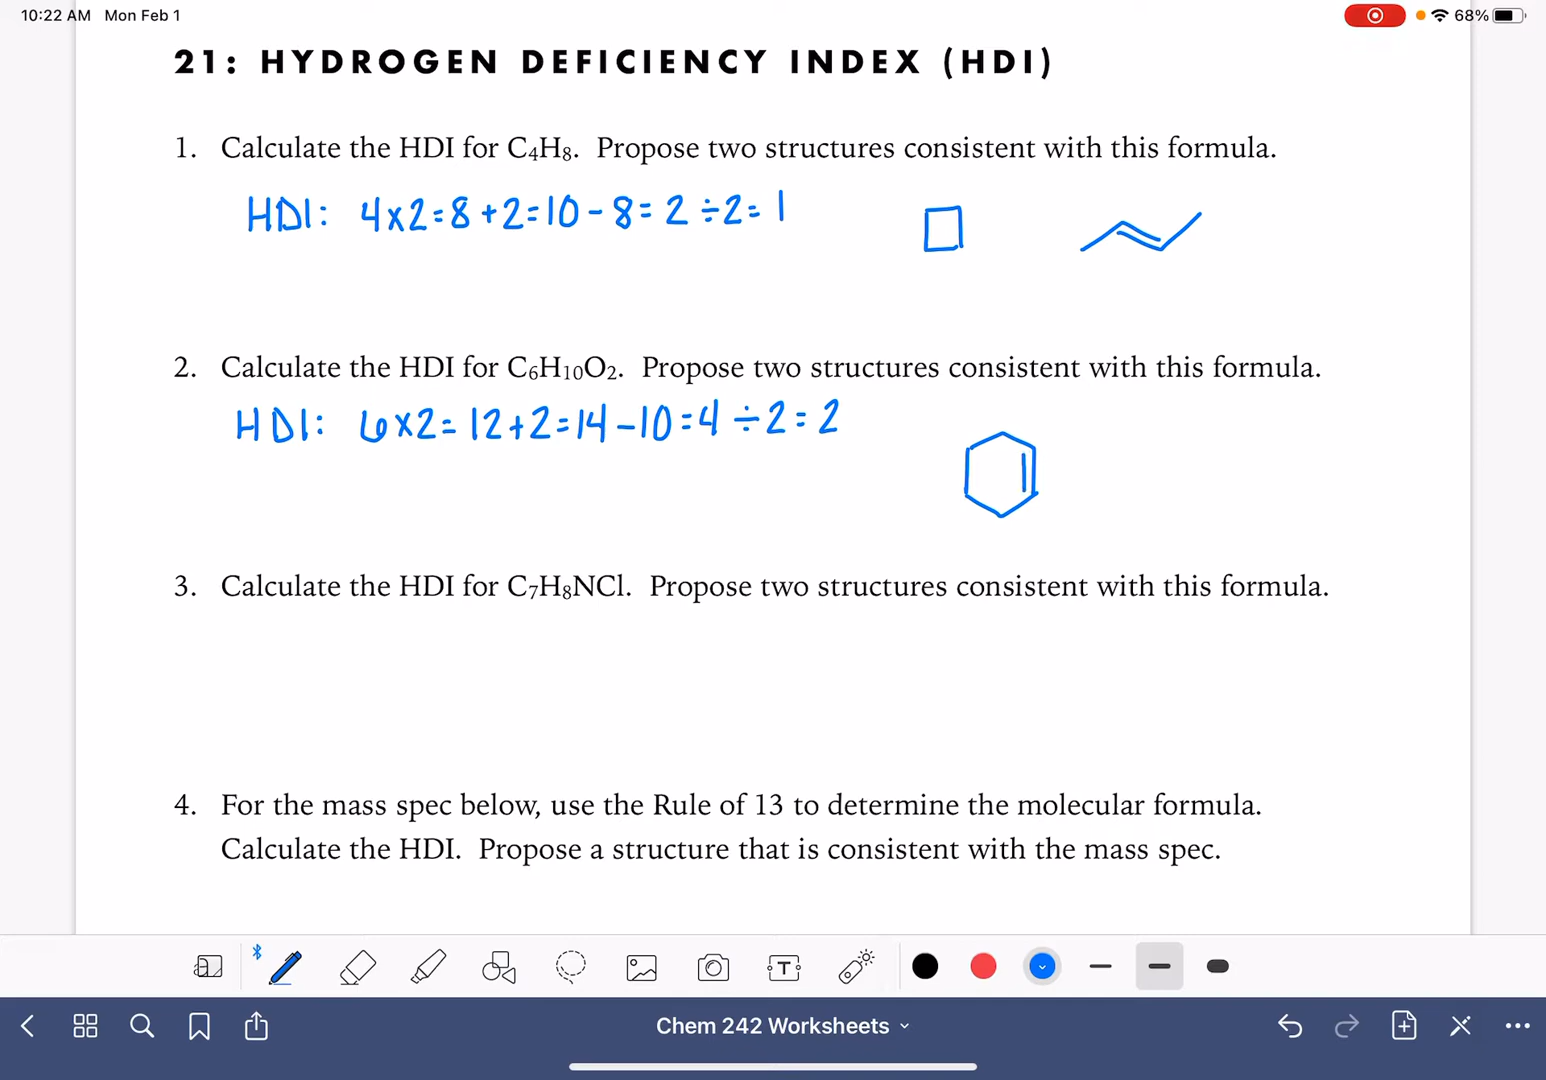 10:22 AM Mon Feb 1 68%
21: HYDROGEN DEFICIENCY INDEX (HDI)
1. Calculate the HDI for C₄H₈. Propose two structures consistent with this formula.
HDI: 4x2=8+2=10-8=2÷2=1
2. Calculate the HDI for C₆H₁₀O₂. Propose two structures consistent with this formula.
HDI: 6x2=12+2=14-10=4÷2=2
3. Calculate the HDI for C₇H₈NCl. Propose two structures consistent with this formula.
4. For the mass spec below, use the Rule of 13 to determine the molecular formula.
Calculate the HDI. Propose a structure that is consistent with the mass spec.
a T
Chem 242 Worksheets